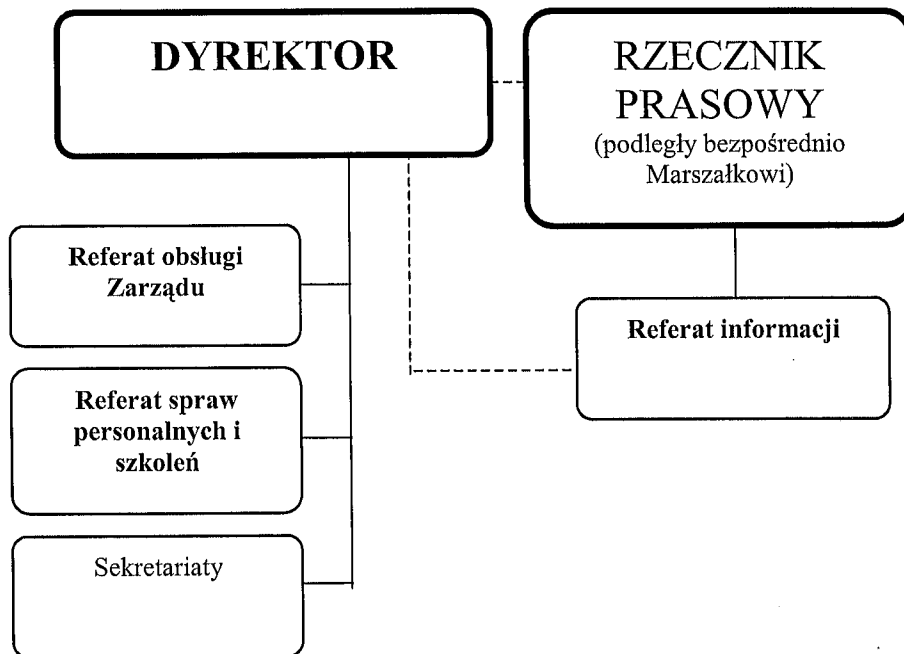 DYREKTOR
RZECZNIK
PRASOWY
(podległy bezpośrednio
Marszałkowi)
Referat obsługi
Zarządu
Referat informacji
Referat spraw
personalnych i
szkoleń
Sekretariaty